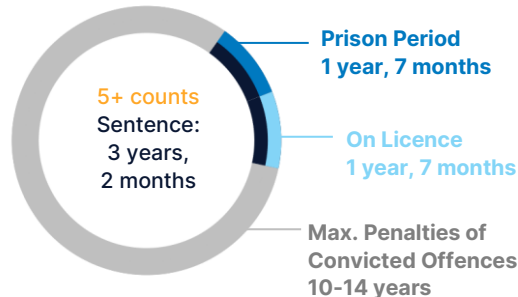 Prison Period
1 year, 7 months
5+ counts
Sentence:
3 years,
2 months
On Licence
1 year, 7 months
Max. Penalties of
Convicted Offences
10-14 years